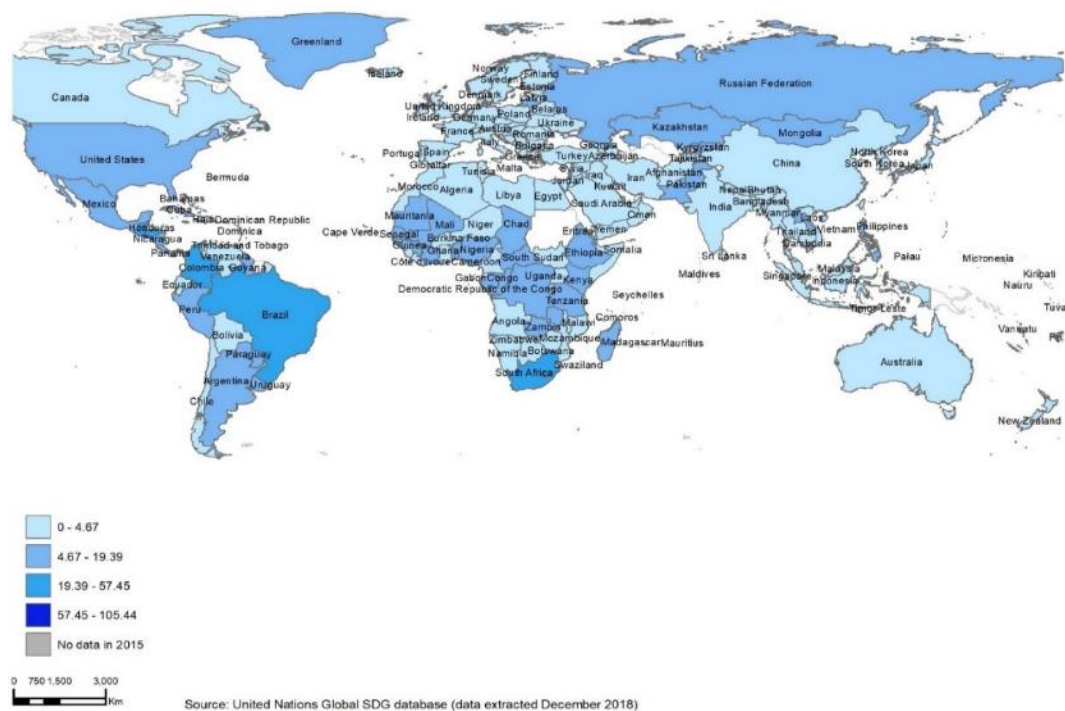 Greenland
Iceland
Norway
Sweden
Finland
Estonia
Latvia
Denmark
Russian Federation
Canada
United Kingdom
Ireland
Belarus
Poland
Germany
Ukraine
France
Austria
Romania
Bulgaria
Italy
Kazakhstan
Mongolia
Georgia
Kyrgyzstan
North Korea
South Korea
Japan
United States
Portugal
Spain
Gibraltar
Greece
Turkey
Azerbaijan
Tajikistan
China
Bermuda
Tunisia
Malta
Syria
Iraq
Iran
Afghanistan
Jordan
Kuwait
Pakistan
Morocco
Algeria
Libya
Egypt
Saudi Arabia
Nepal
Bhutan
Bangladesh
India
Myanmar
Mexico
Bahamas
Cuba
Haiti
Dominican Republic
Dominica
Honduras
Nicaragua
Trinidad and Tobago
Panama
Venezuela
Colombia
Guyana
Mauritania
Mali
Niger
Chad
Oman
Eritrea
Yemen
Cape Verde
Senegal
Guinea
Burkina Faso
Ghana
Nigeria
Côte d'Ivoire
Cameroon
South Sudan
Ethiopia
Somalia
Laos
Thailand
Vietnam
Philippines
Cambodia
Sri Lanka
Maldives
Palau
Micronesia
Kiribati
Nauru
Malaysia
Singapore
Indonesia
Timor-Leste
Tuva
Vanuatu
Ecuador
Peru
Brazil
Bolivia
Paraguay
Argentina
Uruguay
Chile
Gabon
Congo
Uganda
Kenya
Democratic Republic of the Congo
Tanzania
Seychelles
Comoros
Angola
Zambia
Malawi
Mozambique
Zimbabwe
Madagascar
Mauritius
Namibia
Botswana
Swaziland
South Africa
Australia
New Zealand
0 - 4.67
4.67 - 19.39
19.39 - 57.45
57.45 - 105.44
No data in 2015
0 750 1,500 3,000
Km
Source: United Nations Global SDG database (data extracted December 2018)